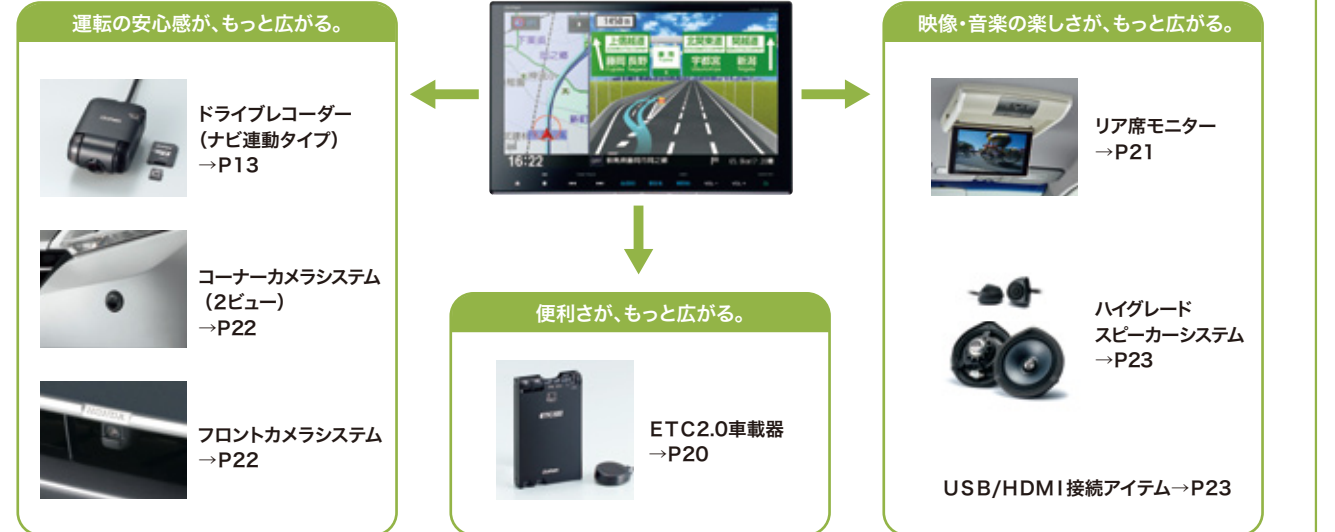 運転の安心感が、もっと広がる。
ドライブレコーダー
（ナビ連動タイプ）
→P13
コーナーカメラシステム
（2ビュー）
→P22
フロントカメラシステム
→P22
1450m
上信越道
北関東道
関越道
藤岡 長野
宇都宮
新潟
16:22
便利さが、もっと広がる。
ETC2.0車載器
→P20
映像・音楽の楽しさが、もっと広がる。
リア席モニター
→P21
ハイグレード
スピーカーシステム
→P23
USB/HDMI接続アイテム→P23